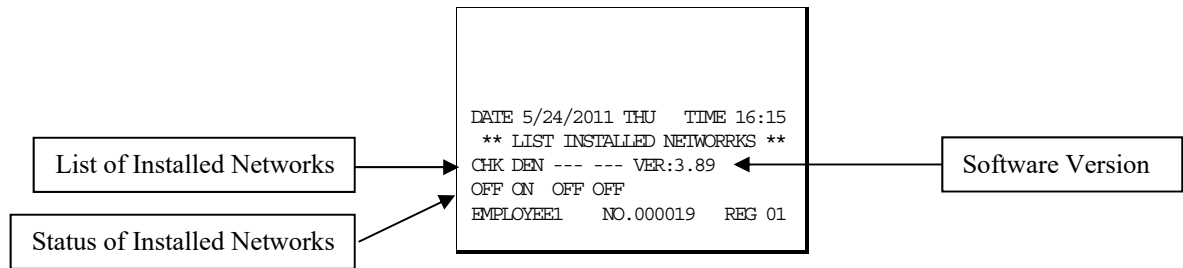 DATE 5/24/2011 THU TIME 16:15
** LIST INSTALLED NETWORRKS **
List of Installed Networks
CHK DEN --- --- VER:3.89
Software Version
OFF ON OFF OFF
EMPLOYEE1 NO.000019 REG 01
Status of Installed Networks